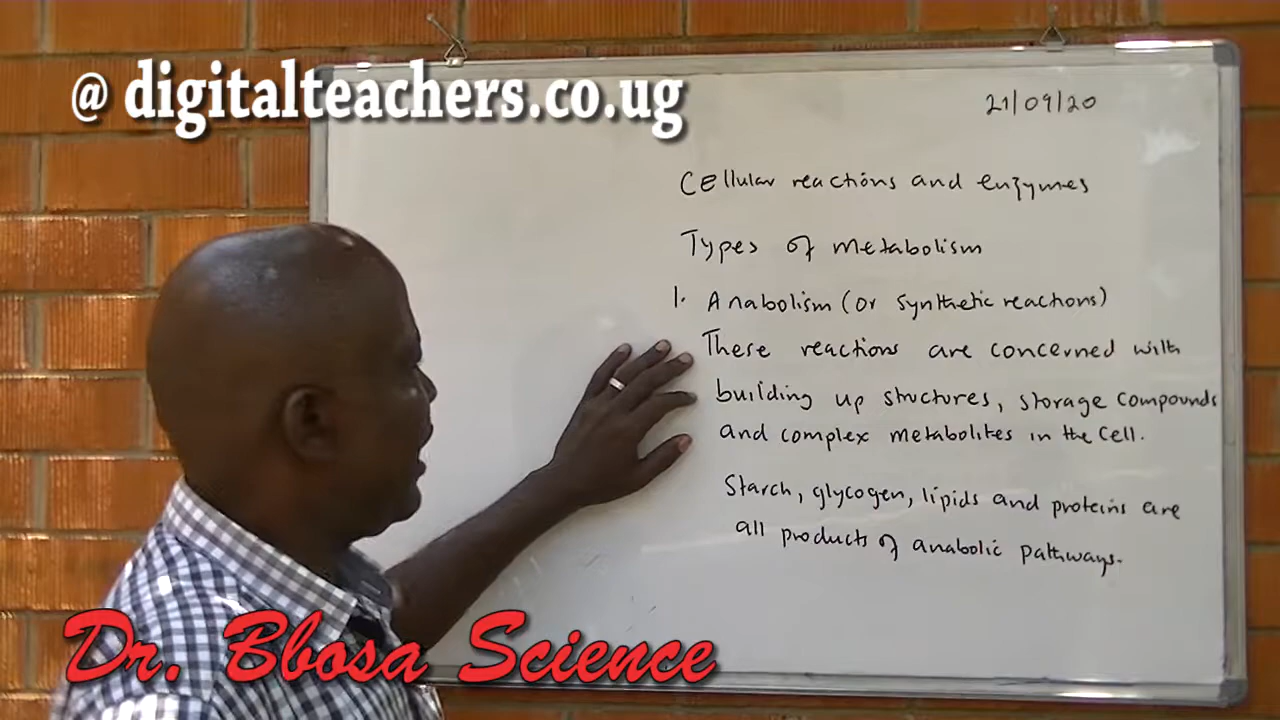 @ digitalteachers.co.ug
21/09/20
Cellular reactions and enzymes
Types of metabolism
1. Anabolism (or synthetic reactions)
These reactions are concerned with
building up structures, storage compounds
and complex metabolites in the cell.
Starch, glycogen, lipids and proteins are
all products of anabolic pathways.
Dr. Bbosa Science